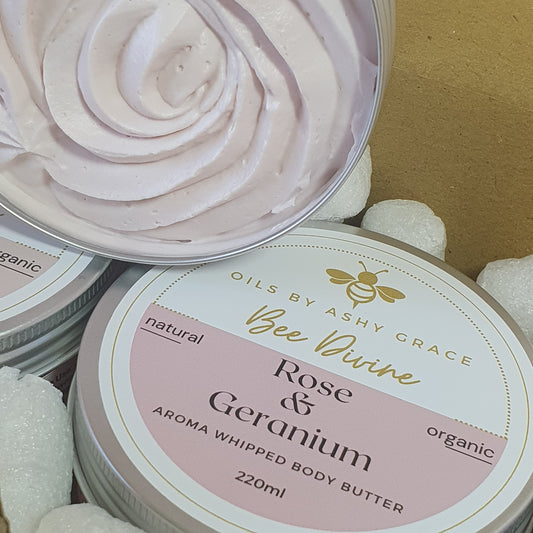 organic
OILS BY ASHY GRACE
Bee Divine
natural
Rose
&
Geranium
organic
AROMA WHIPPED BODY BUTTER
220ml